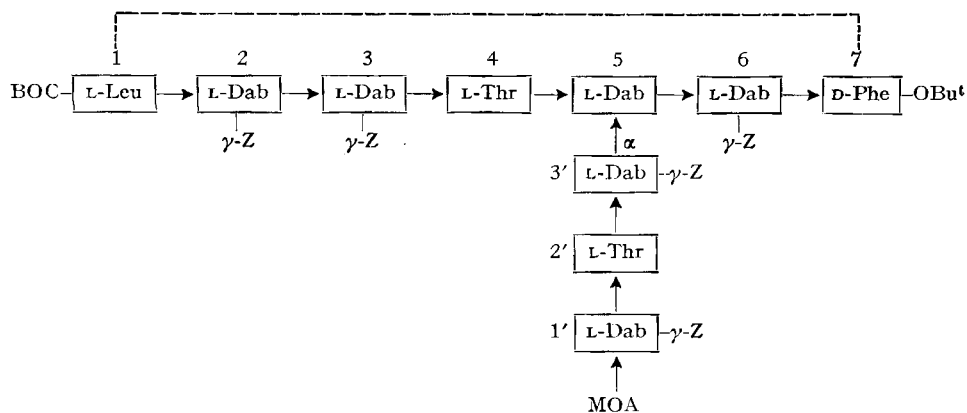 1 2 3 4 5 6 7
BOC L-Leu L-Dab L-Dab L-Thr L-Dab L-Dab D-Phe OBuᵗ
γ-Z γ-Z α γ-Z
3′ L-Dab γ-Z
2′ L-Thr
1′ L-Dab γ-Z
MOA